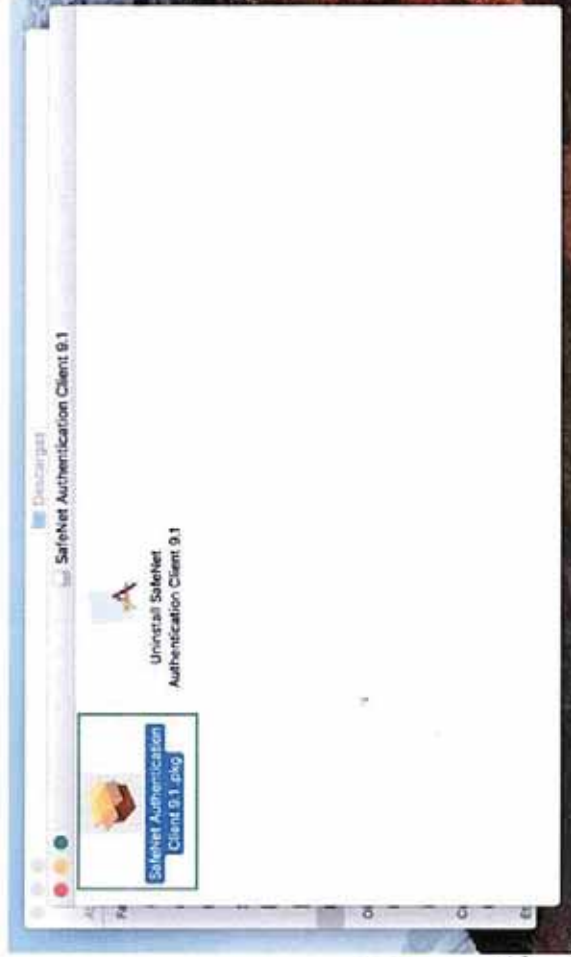 Descargas
SafeNet Authentication Client 9.1
SafeNet Authentication
Client 9.1.pkg
Uninstall SafeNet
Authentication Client 9.1